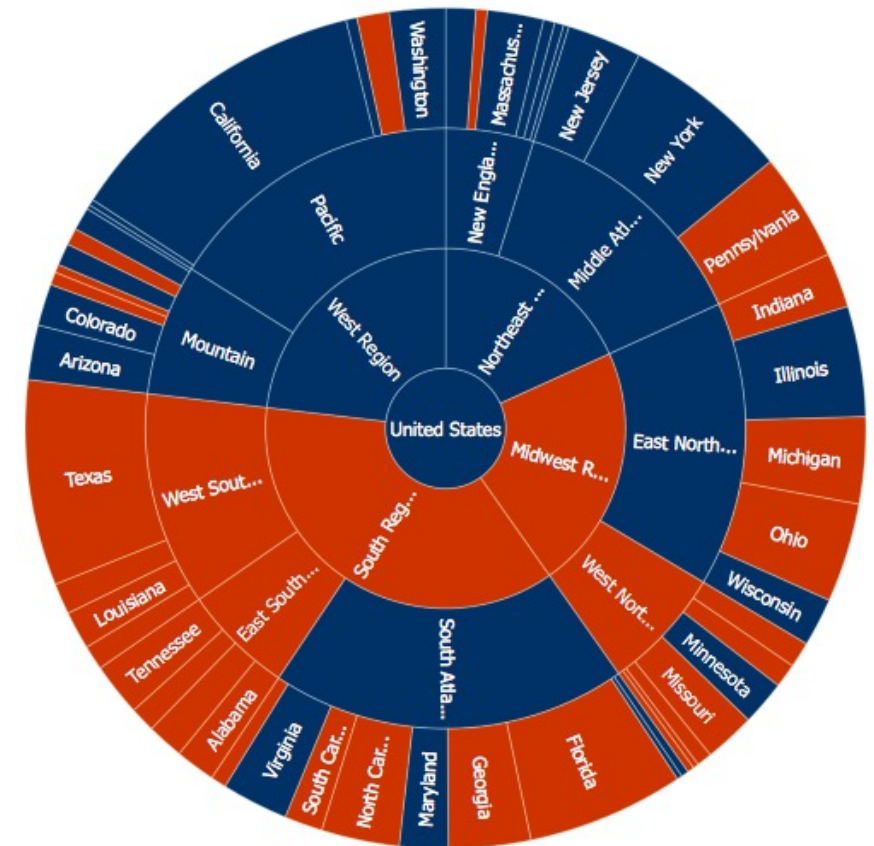 United States
Northeast ...
Midwest R...
South Reg...
West Region
New Engla...
Middle Atl...
East North...
West Nort...
South Atla...
East South...
West Sout...
Mountain
Pacific
Massachus...
New Jersey
New York
Pennsylvania
Indiana
Illinois
Michigan
Ohio
Wisconsin
Minnesota
Missouri
Florida
Georgia
Maryland
North Car...
South Car...
Virginia
Alabama
Tennessee
Louisiana
Texas
Arizona
Colorado
California
Washington